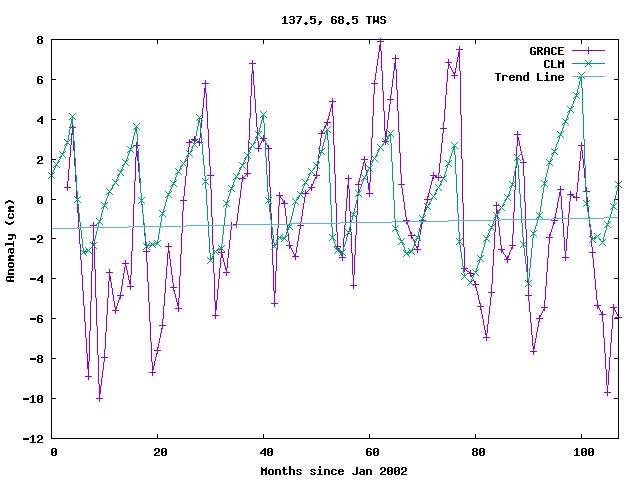 137.5, 68.5 TWS
GRACE
CLM
Trend Line
8
6
4
2
0
-2
-4
-6
-8
-10
-12
Anomaly (cm)
0 20 40 60 80 100
Months since Jan 2002